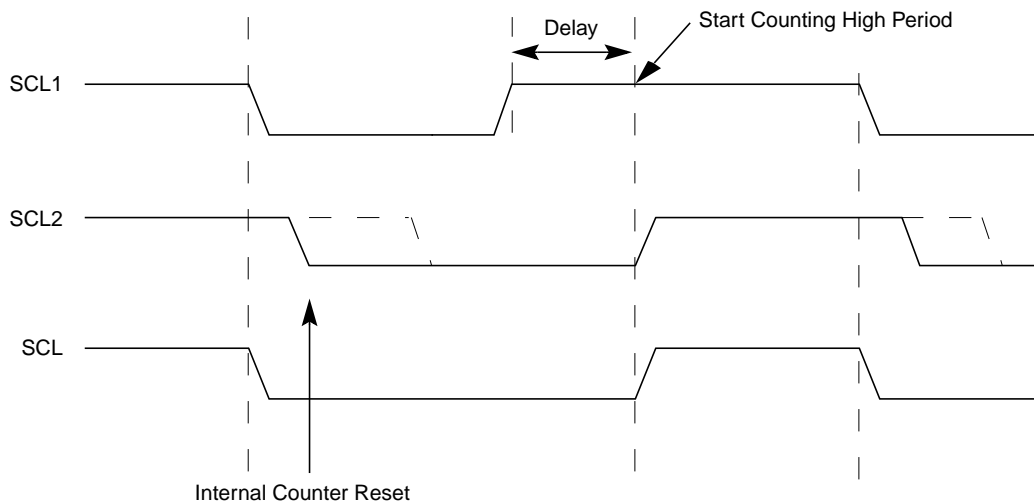 Start Counting High Period
Delay
SCL1
SCL2
SCL
Internal Counter Reset